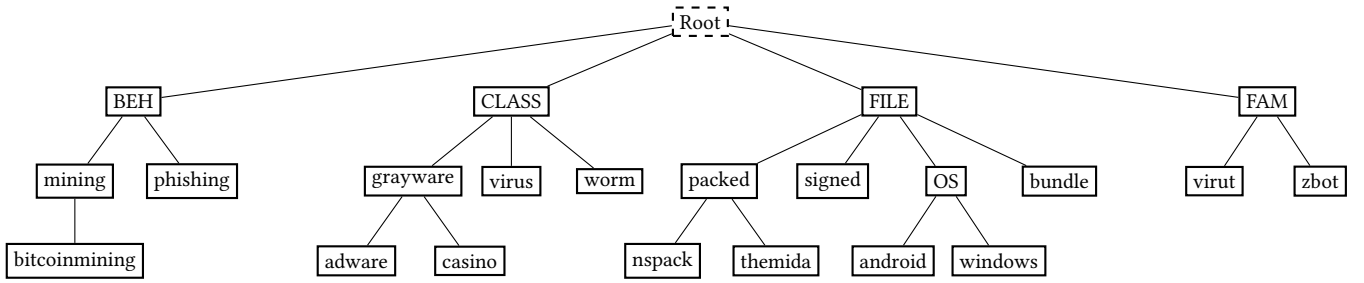 Root
BEH CLASS FILE FAM
mining phishing grayware virus worm packed signed OS bundle virut zbot
bitcoinmining adware casino nspack themida android windows